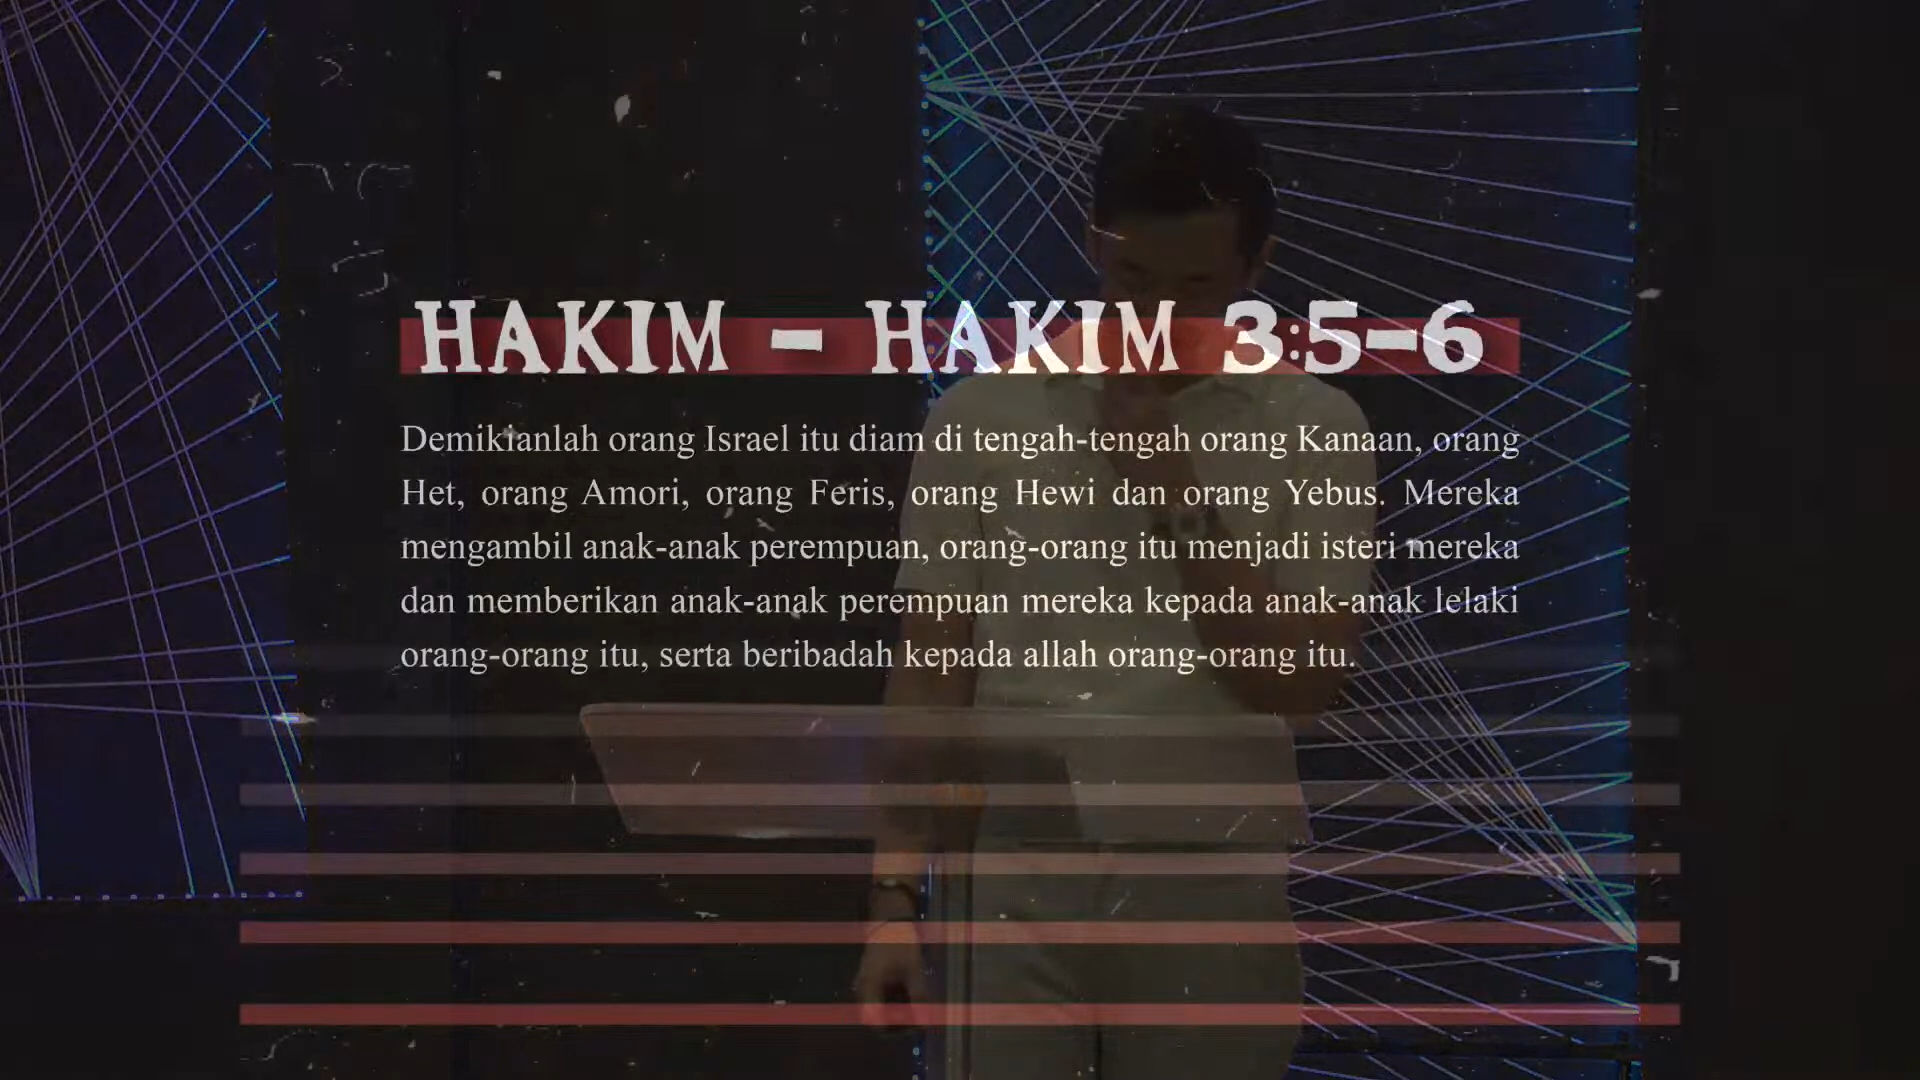 HAKIM - HAKIM 3:5-6
Demikianlah orang Israel itu diam di tengah-tengah orang Kanaan, orang
Het, orang Amori, orang Feris, orang Hewi dan orang Yebus. Mereka
mengambil anak-anak perempuan, orang-orang itu menjadi isteri mereka
dan memberikan anak-anak perempuan mereka kepada anak-anak lelaki
orang-orang itu, serta beribadah kepada allah orang-orang itu.